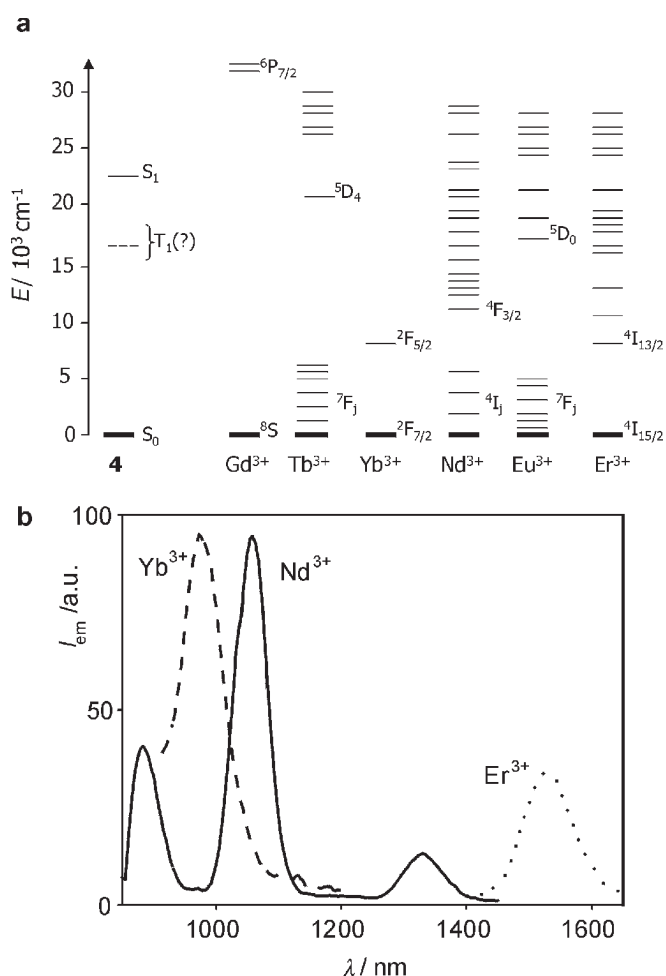 a
E/ 10³ cm⁻¹
30
25
20
15
10
5
0
S₁
T₁(?)
S₀
⁶P₇/₂
⁸S
⁵D₄
⁷Fⱼ
²F₅/₂
²F₇/₂
⁴F₃/₂
⁴Iⱼ
⁵D₀
⁷Fⱼ
⁴I₁₃/₂
⁴I₁₅/₂
4 Gd³⁺ Tb³⁺ Yb³⁺ Nd³⁺ Eu³⁺ Er³⁺
b
100
50
0
Iem /a.u.
Yb³⁺
Nd³⁺
Er³⁺
1000 1200 1400 1600
λ / nm